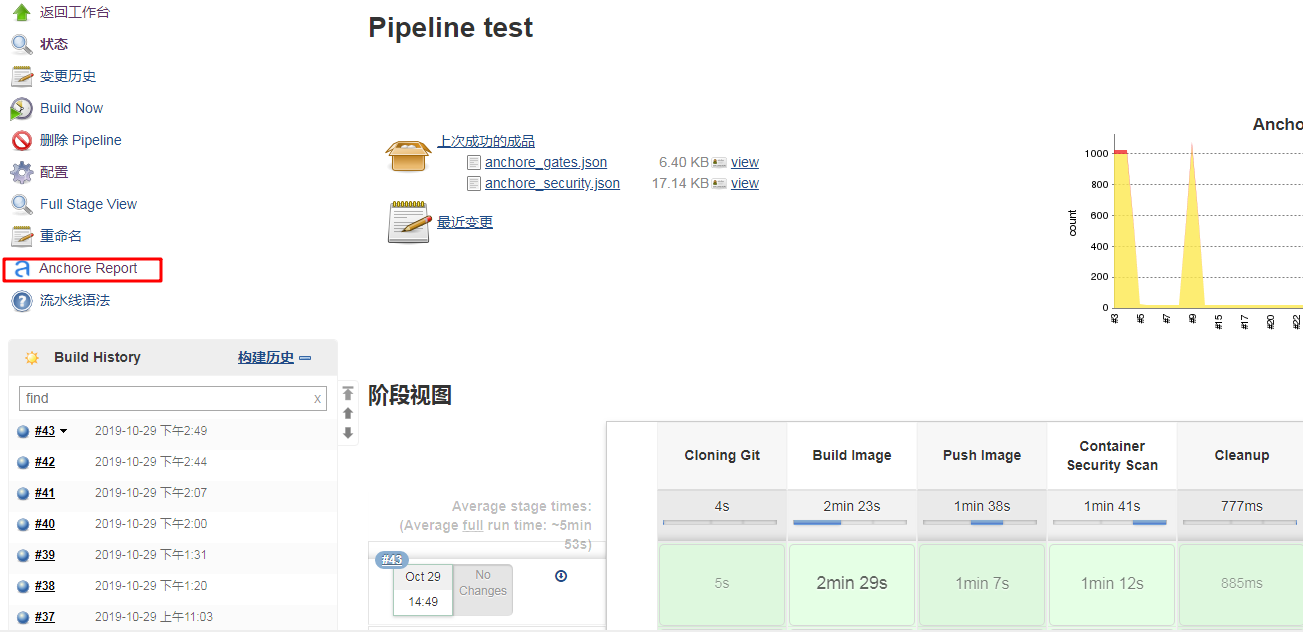 返回工作台
状态
变更历史
Build Now
删除 Pipeline
配置
Full Stage View
重命名
Anchore Report
流水线语法
Build History
构建历史
find
x
#43
2019-10-29 下午2:49
#42
2019-10-29 下午2:44
#41
2019-10-29 下午2:07
#40
2019-10-29 下午2:00
#39
2019-10-29 下午1:31
#38
2019-10-29 下午1:20
#37
2019-10-29 上午11:03
Pipeline test
上次成功的成品
anchore_gates.json 6.40 KB view
anchore_security.json 17.14 KB view
最近变更
Ancho
count
1000
800
600
400
200
0
#3
#5
#7
#9
#15
#17
#20
#22
阶段视图
Average stage times:
(Average full run time: ~5min
53s)
Cloning Git
Build Image
Push Image
Container
Security Scan
Cleanup
4s
2min 23s
1min 38s
1min 41s
777ms
#43
Oct 29
14:49
No
Changes
5s
2min 29s
1min 7s
1min 12s
885ms